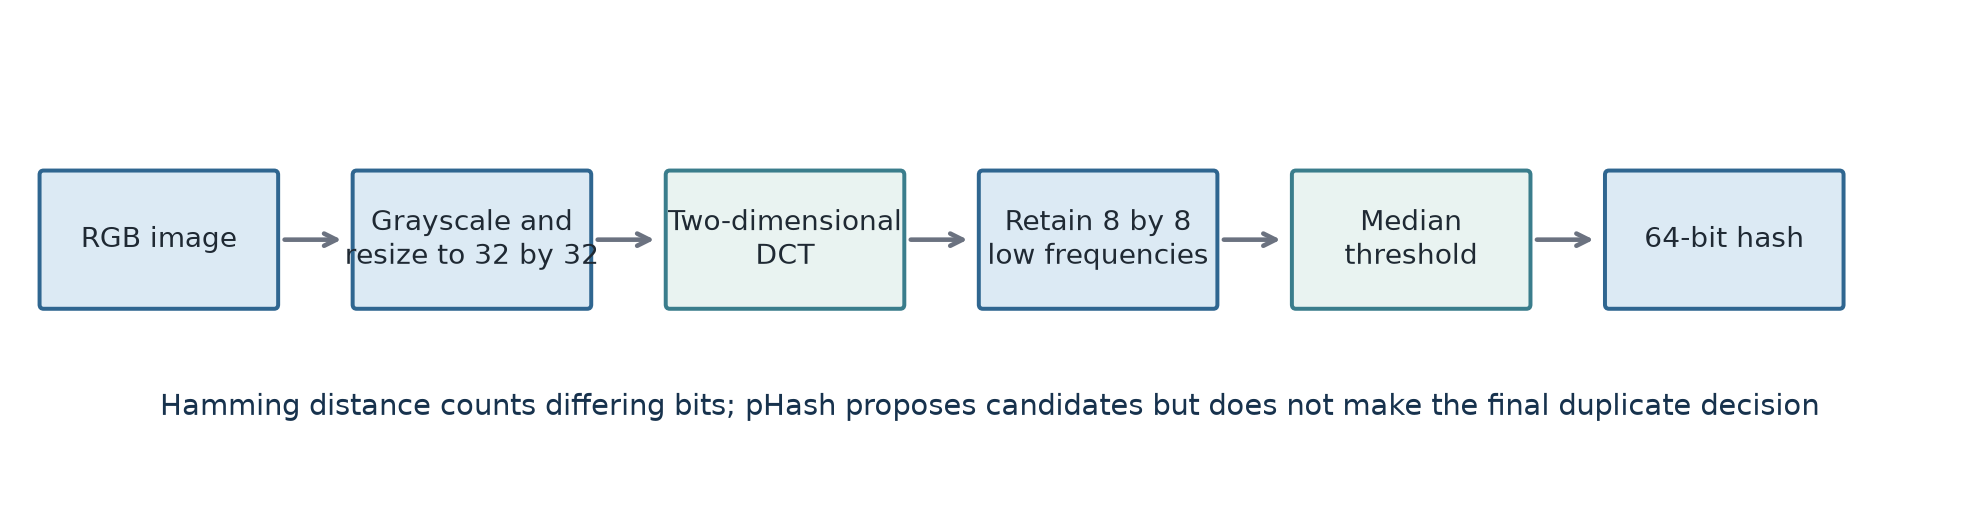 RGB image
Grayscale and
resize to 32 by 32
Two-dimensional
DCT
Retain 8 by 8
low frequencies
Median
threshold
64-bit hash
Hamming distance counts differing bits; pHash proposes candidates but does not make the final duplicate decision